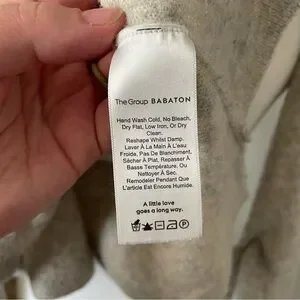 The Group BABATON
Hand Wash Cold, No Bleach,
Dry Flat, Low Iron, Or Dry
Clean.
Reshape Whilst Damp.
Laver À La Main À L'eau
Froide, Pas De Blanchiment,
Sécher À Plat, Repasser À
Basse Température, Ou
Nettoyer À Sec.
Remodeler Pendant Que
L'article Est Encore Humide.
A little love
goes a long way.